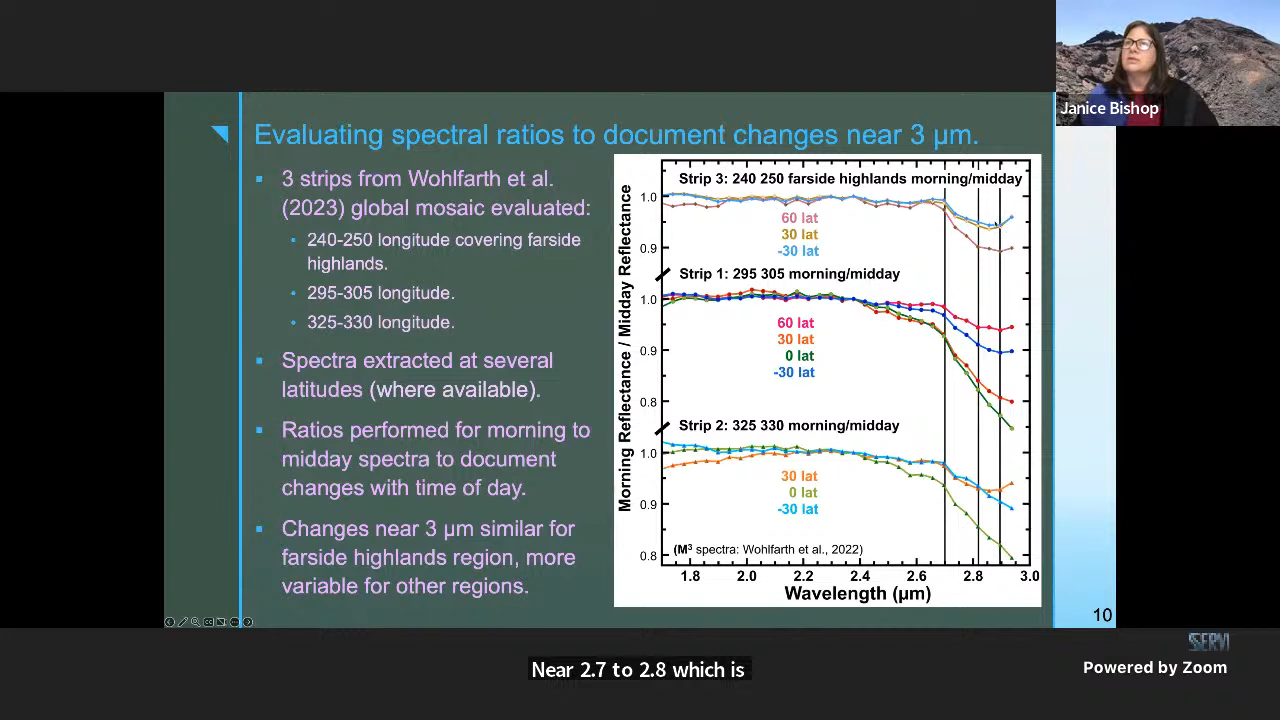 Janice Bishop
Evaluating spectral ratios to document changes near 3 µm.
▪ 3 strips from Wohlfarth et al.
(2023) global mosaic evaluated:
▪ 240-250 longitude covering farside
highlands.
▪ 295-305 longitude.
▪ 325-330 longitude.
▪ Spectra extracted at several
latitudes (where available).
▪ Ratios performed for morning to
midday spectra to document
changes with time of day.
▪ Changes near 3 µm similar for
farside highlands region, more
variable for other regions.
Morning Reflectance / Midday Reflectance
Strip 3: 240 250 farside highlands morning/midday
1.0
60 lat
30 lat
-30 lat
0.9
Strip 1: 295 305 morning/midday
1.0
60 lat
30 lat
0 lat
-30 lat
0.9
0.8
Strip 2: 325 330 morning/midday
1.0
30 lat
0 lat
-30 lat
0.9
(M³ spectra: Wohlfarth et al., 2022)
0.8
1.8 2.0 2.2 2.4 2.6 2.8 3.0
Wavelength (µm)
10
SERVI
Powered by Zoom
Near 2.7 to 2.8 which is